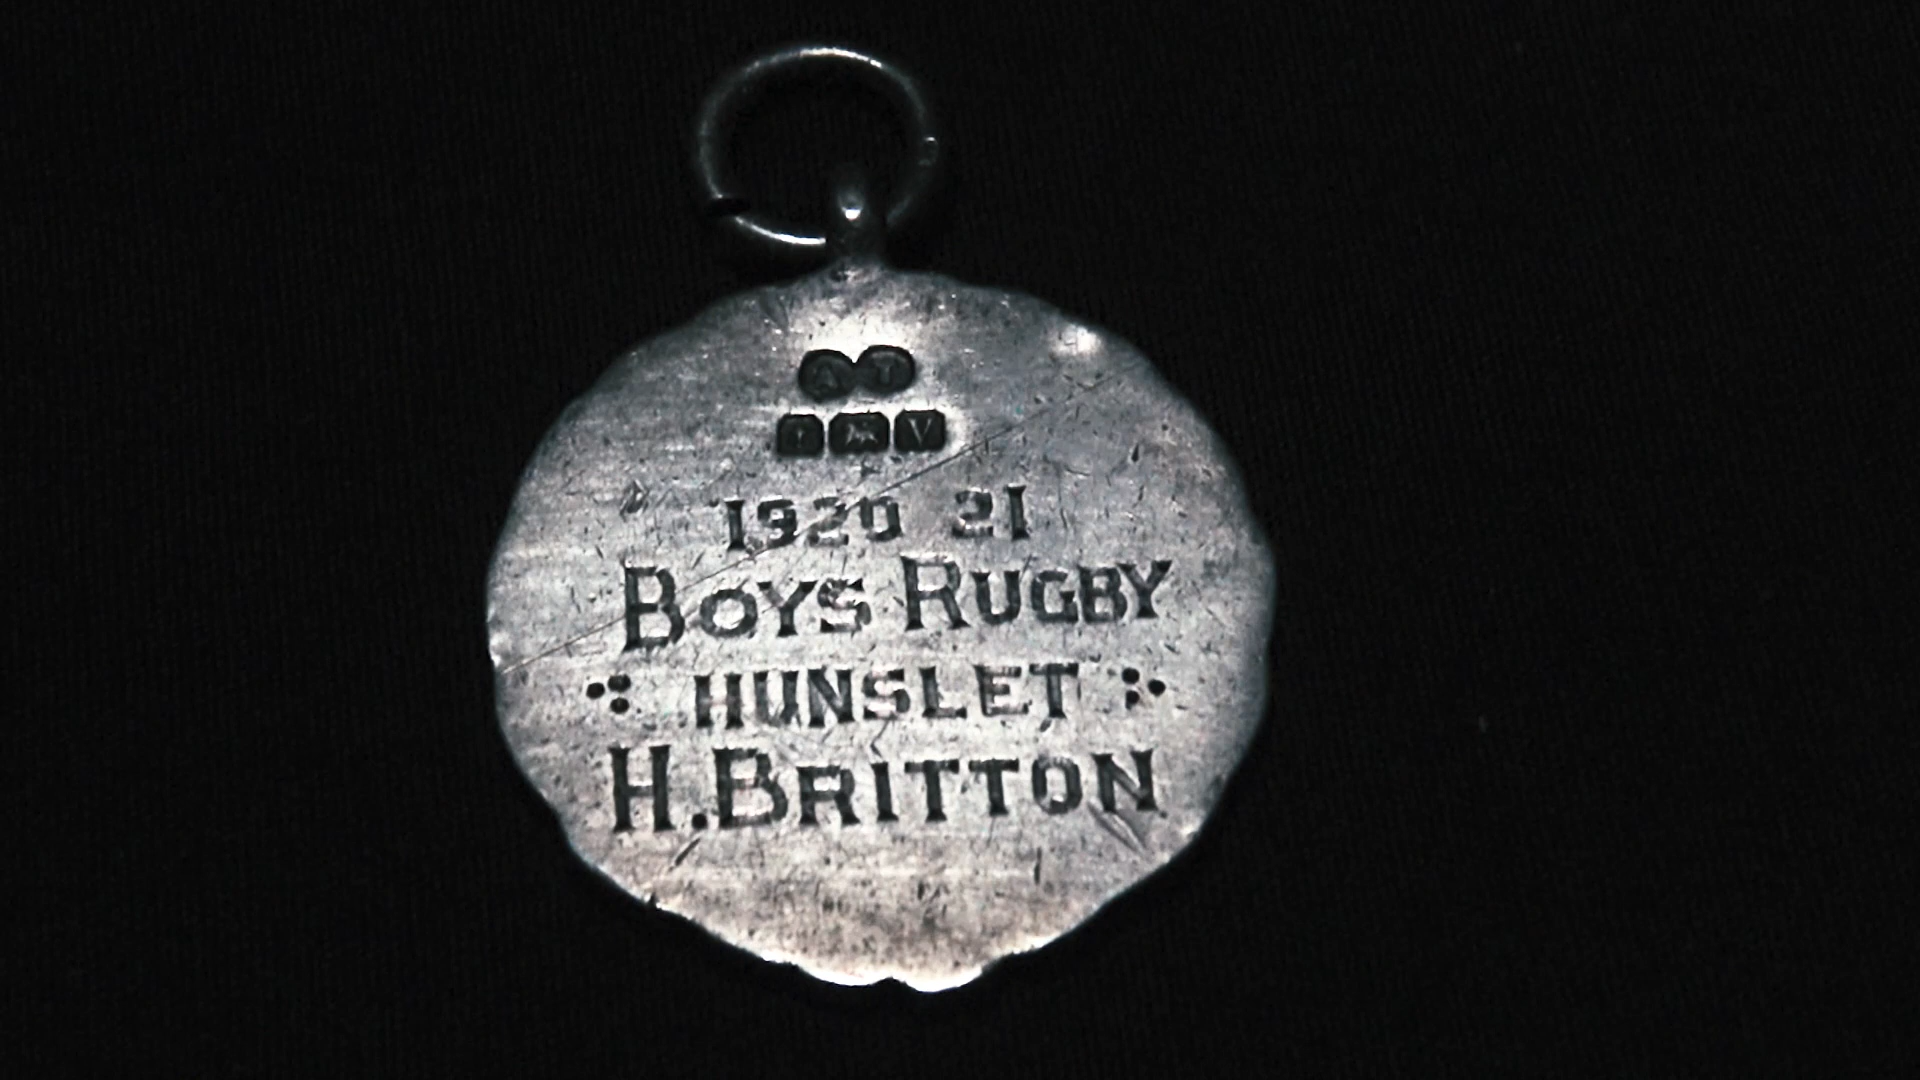 A T
V
1920 21
BOYS RUGBY
HUNSLET
H. BRITTON